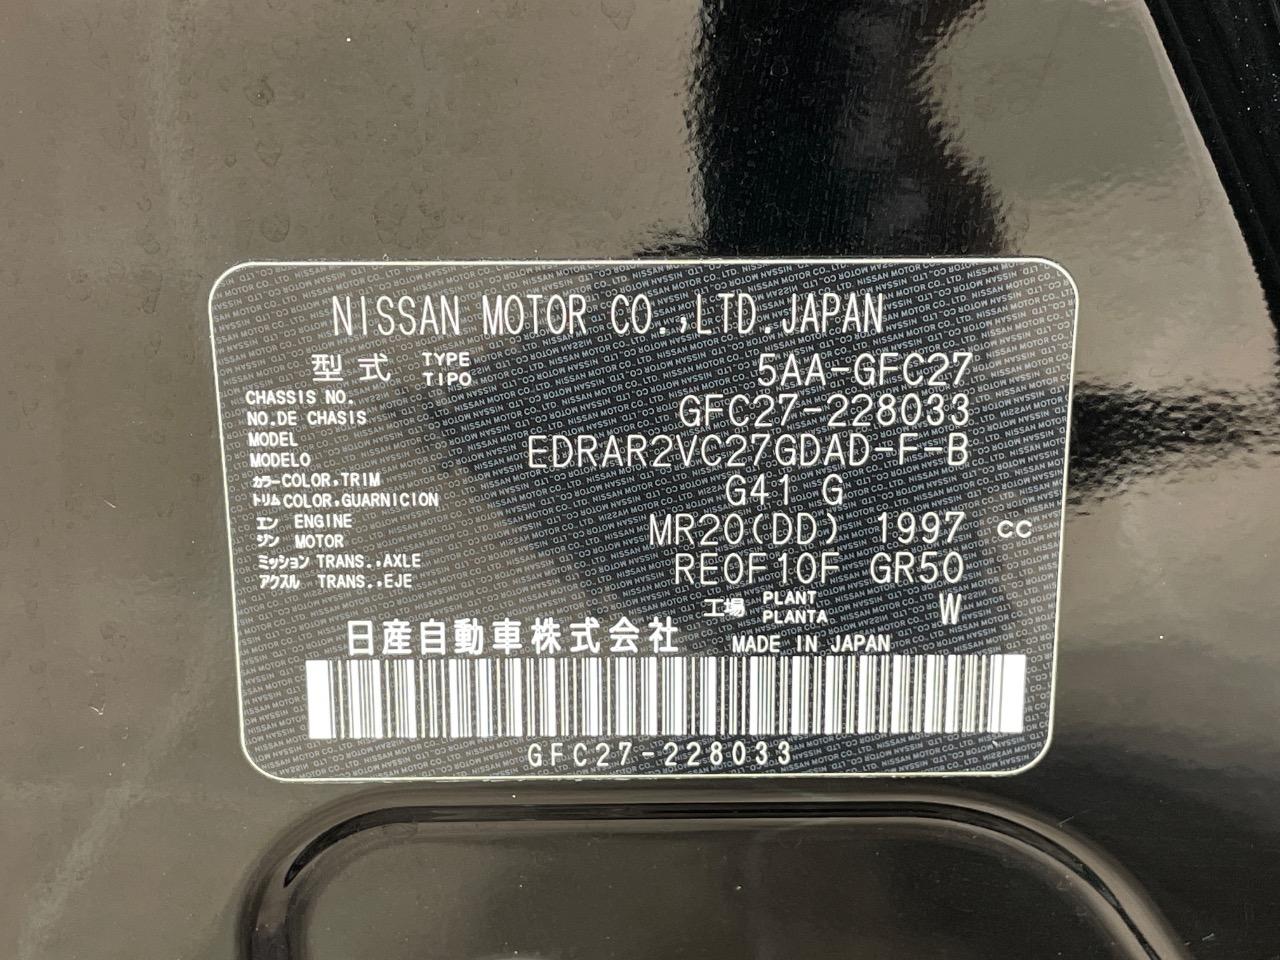 NISSAN MOTOR CO.,LTD.JAPAN
型式 TYPE TIPO 5AA-GFC27
CHASSIS NO.
NO.DE CHASIS GFC27-228033
MODEL
MODELO EDRAR2VC27GDAD-F-B
カラー COLOR,TRIM
トリム COLOR,GUARNICION G41 G
エン ENGINE
ジン MOTOR MR20(DD) 1997 cc
ミッション TRANS.,AXLE
アクスル TRANS.,EJE RE0F10F GR50
工場 PLANT PLANTA W
日産自動車株式会社 MADE IN JAPAN
GFC27-228033